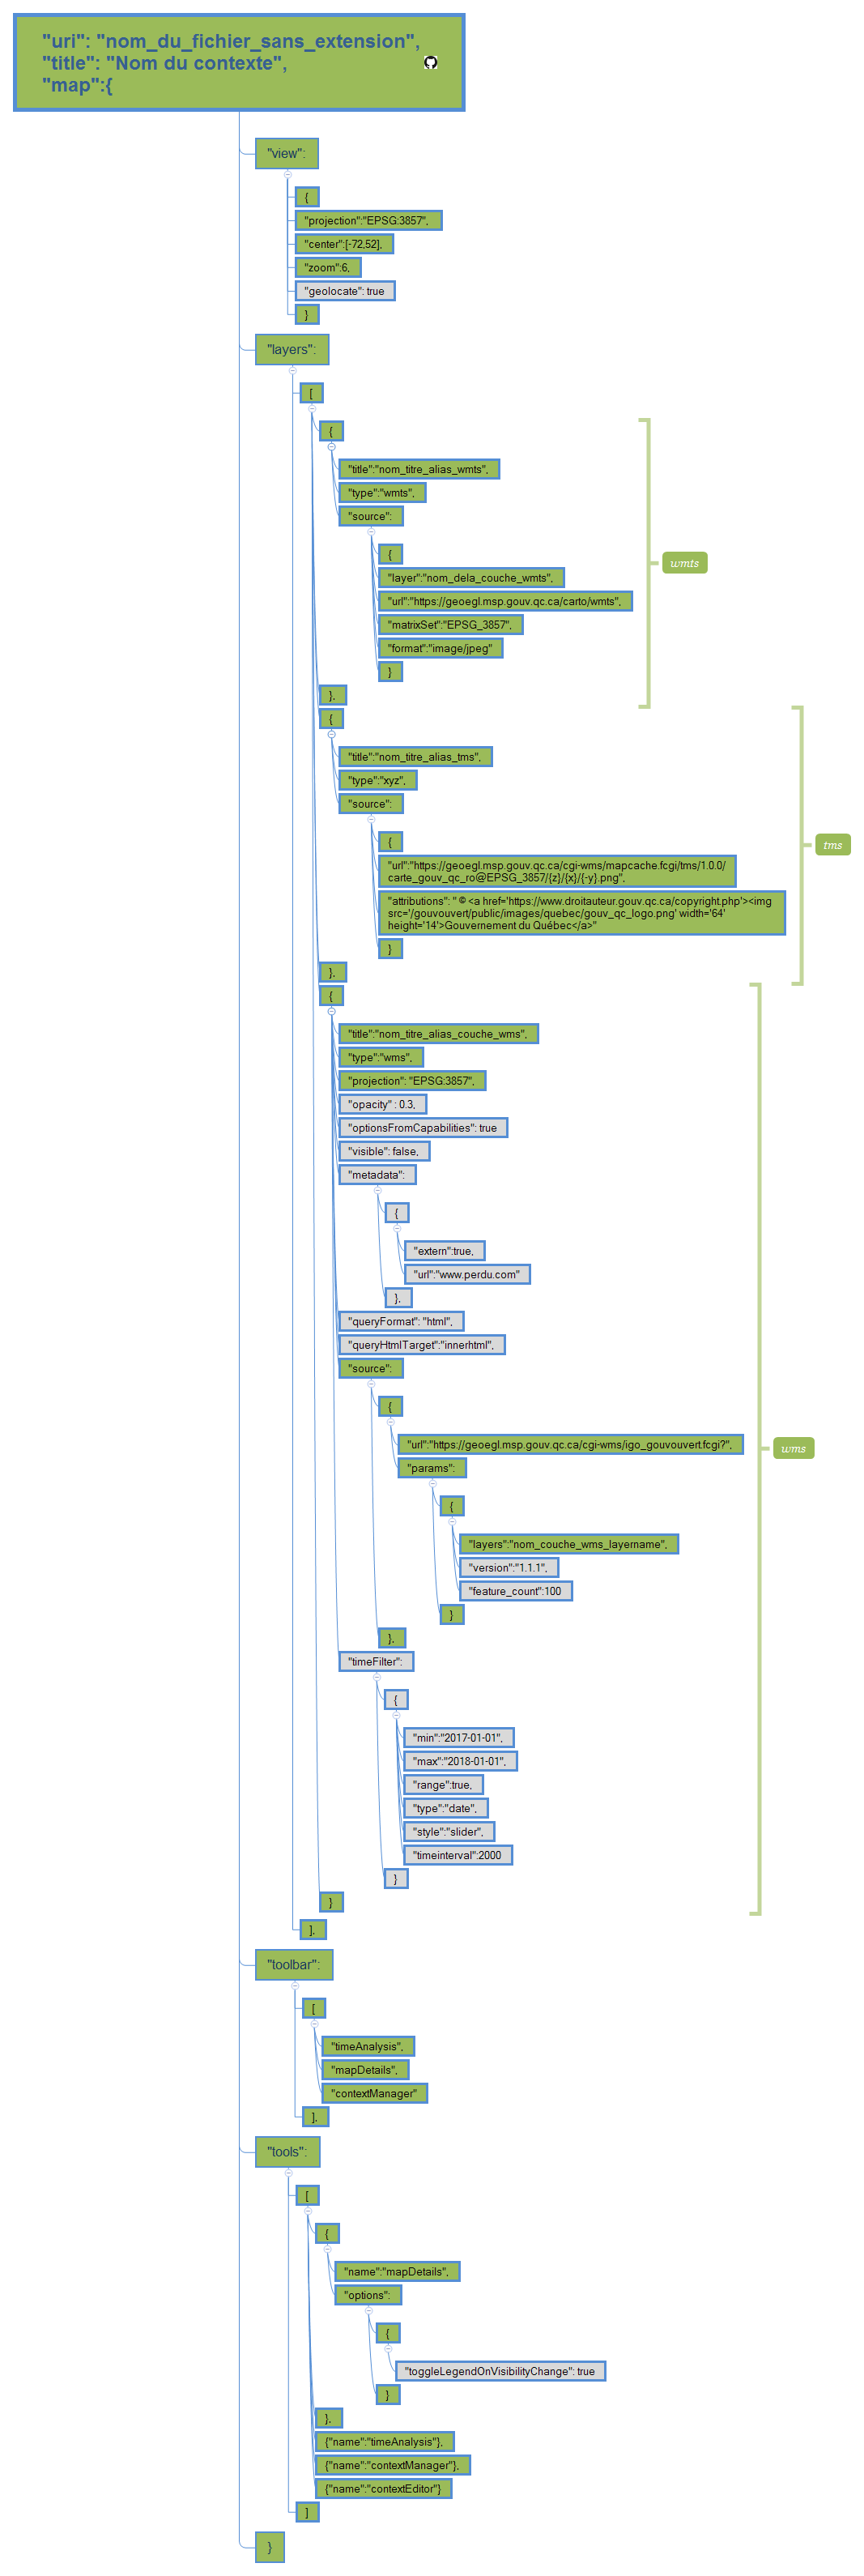 "uri": "nom_du_fichier_sans_extension",
"title": "Nom du contexte",
"map":{
"view":
{
"projection":"EPSG:3857",
"center":[-72,52],
"zoom":6,
"geolocate": true
}
"layers":
[
{
"title":"nom_titre_alias_wmts",
"type":"wmts",
"source":
{
"layer":"nom_dela_couche_wmts",
"url":"https://geoegl.msp.gouv.qc.ca/carto/wmts",
"matrixSet":"EPSG_3857",
"format":"image/jpeg"
}
},
wmts
{
"title":"nom_titre_alias_tms",
"type":"xyz",
"source":
{
"url":"https://geoegl.msp.gouv.qc.ca/cgi-wms/mapcache.fcgi/tms/1.0.0/
carte_gouv_qc_ro@EPSG_3857/{z}/{x}/{-y}.png",
"attributions": " © <a href='https://www.droitauteur.gouv.qc.ca/copyright.php'><img
src='/gouvouvert/public/images/quebec/gouv_qc_logo.png' width='64'
height='14'>Gouvernement du Québec</a>"
}
},
tms
{
"title":"nom_titre_alias_couche_wms",
"type":"wms",
"projection": "EPSG:3857",
"opacity" : 0.3,
"optionsFromCapabilities": true
"visible": false,
"metadata":
{
"extern":true,
"url":"www.perdu.com"
},
"queryFormat": "html",
"queryHtmlTarget":"innerhtml",
"source":
{
"url":"https://geoegl.msp.gouv.qc.ca/cgi-wms/igo_gouvouvert.fcgi?",
"params":
{
"layers":"nom_couche_wms_layername",
"version":"1.1.1",
"feature_count":100
}
},
"timeFilter":
{
"min":"2017-01-01",
"max":"2018-01-01",
"range":true,
"type":"date",
"style":"slider",
"timeinterval":2000
}
}
wms
],
"toolbar":
[
"timeAnalysis",
"mapDetails",
"contextManager"
],
"tools":
[
{
"name":"mapDetails",
"options":
{
"toggleLegendOnVisibilityChange": true
}
},
{"name":"timeAnalysis"},
{"name":"contextManager"},
{"name":"contextEditor"}
]
}